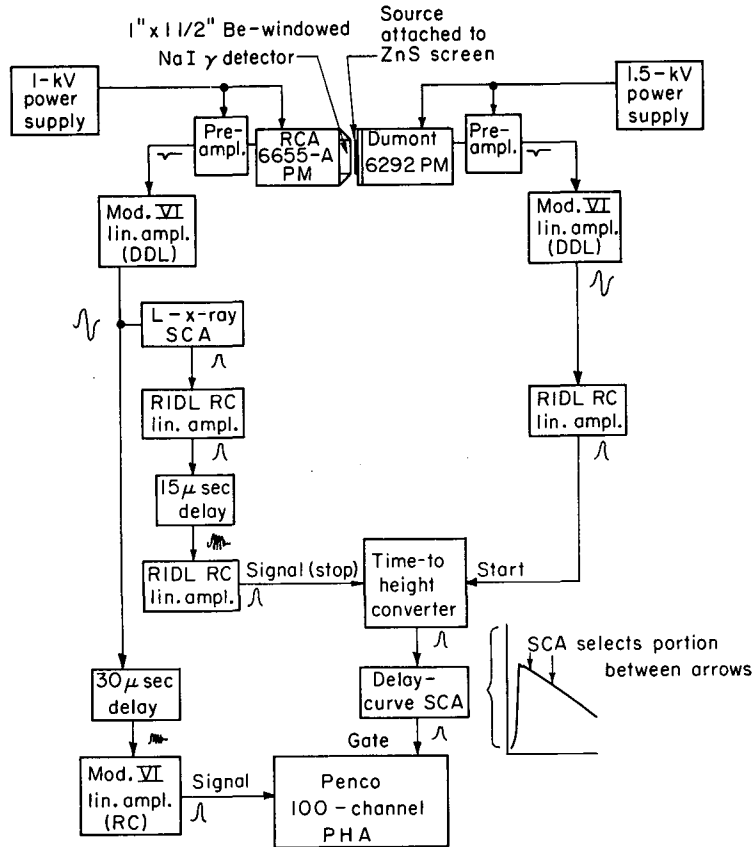 1" x 1 1/2" Be-windowed
NaI γ detector
Source
attached to
ZnS screen
1-kV
power
supply
1.5-kV
power
supply
Pre-
ampl.
RCA
6655-A
PM
Dumont
6292 PM
Pre-
ampl.
Mod. VI
lin. ampl.
(DDL)
Mod. VI
lin. ampl.
(DDL)
L-x-ray
SCA
RIDL RC
lin. ampl.
RIDL RC
lin. ampl.
15 μ sec
delay
RIDL RC
lin. ampl.
Signal (stop)
Time-to
height
converter
Start
SCA selects portion
between arrows
30 μ sec
delay
Delay-
curve SCA
Gate
Mod. VI
lin. ampl.
(RC)
Signal
Penco
100-channel
PHA